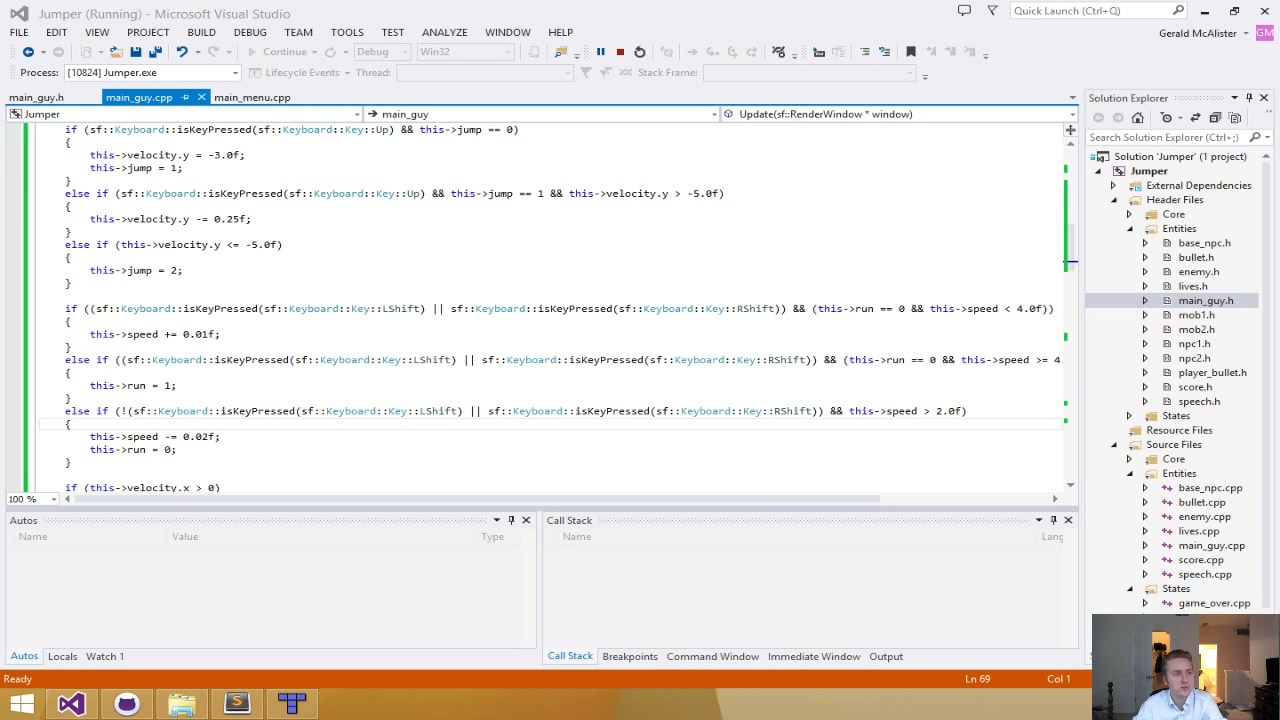 Jumper (Running) - Microsoft Visual Studio
Quick Launch (Ctrl+Q)
FILE EDIT VIEW PROJECT BUILD DEBUG TEAM TOOLS TEST ANALYZE WINDOW HELP
Gerald McAlister GM
Continue Debug Win32
Process: [10824] Jumper.exe Lifecycle Events Thread: Stack Frame:
main_guy.h main_guy.cpp main_menu.cpp
Jumper main_guy Update(sf::RenderWindow * window)
if (sf::Keyboard::isKeyPressed(sf::Keyboard::Key::Up) && this->jump == 0)
{
this->velocity.y = -3.0f;
this->jump = 1;
}
else if (sf::Keyboard::isKeyPressed(sf::Keyboard::Key::Up) && this->jump == 1 && this->velocity.y > -5.0f)
{
this->velocity.y -= 0.25f;
}
else if (this->velocity.y <= -5.0f)
{
this->jump = 2;
}
if ((sf::Keyboard::isKeyPressed(sf::Keyboard::Key::LShift) || sf::Keyboard::isKeyPressed(sf::Keyboard::Key::RShift)) && (this->run == 0 && this->speed < 4.0f))
{
this->speed += 0.01f;
}
else if ((sf::Keyboard::isKeyPressed(sf::Keyboard::Key::LShift) || sf::Keyboard::isKeyPressed(sf::Keyboard::Key::RShift)) && (this->run == 0 && this->speed >= 4.
{
this->run = 1;
}
else if (!(sf::Keyboard::isKeyPressed(sf::Keyboard::Key::LShift) || sf::Keyboard::isKeyPressed(sf::Keyboard::Key::RShift)) && this->speed > 2.0f)
{
this->speed -= 0.02f;
this->run = 0;
}
if (this->velocity.x > 0)
100 %
Autos
Name Value Type
Autos Locals Watch 1
Call Stack
Name Lang
Call Stack Breakpoints Command Window Immediate Window Output
Solution Explorer
Search Solution Explorer (Ctrl+;)
Solution 'Jumper' (1 project)
Jumper
External Dependencies
Header Files
Core
Entities
base_npc.h
bullet.h
enemy.h
lives.h
main_guy.h
mob1.h
mob2.h
npc1.h
npc2.h
player_bullet.h
score.h
speech.h
States
Resource Files
Source Files
Core
Entities
base_npc.cpp
bullet.cpp
enemy.cpp
lives.cpp
main_guy.cpp
score.cpp
speech.cpp
States
game_over.cpp
Ready Ln 69 Col 1